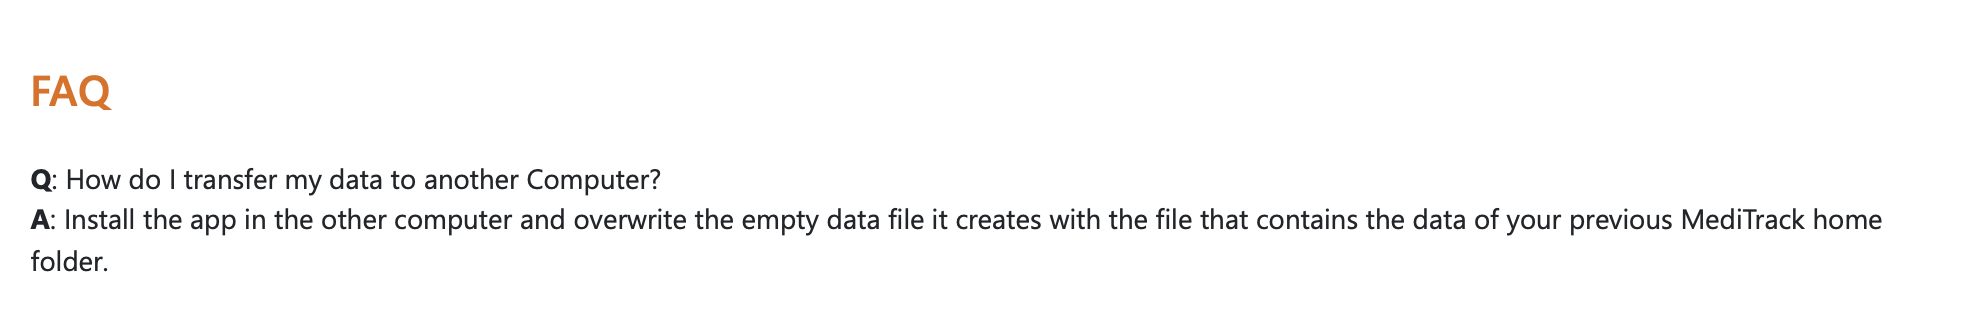 FAQ
Q: How do I transfer my data to another Computer?
A: Install the app in the other computer and overwrite the empty data file it creates with the file that contains the data of your previous MediTrack home
folder.